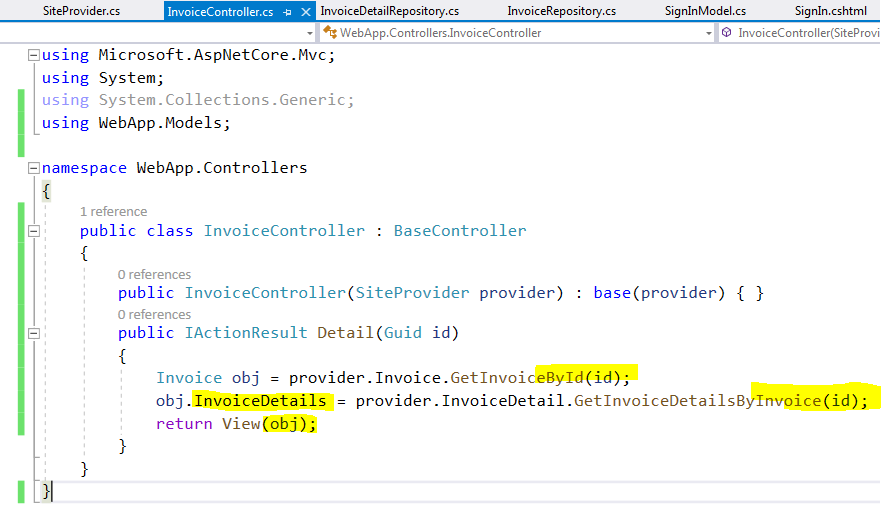 SiteProvider.cs InvoiceController.cs InvoiceDetailRepository.cs InvoiceRepository.cs SignInModel.cs SignIn.cshtml
WebApp.Controllers.InvoiceController InvoiceController(SiteProvi
using Microsoft.AspNetCore.Mvc;
using System;
using System.Collections.Generic;
using WebApp.Models;
namespace WebApp.Controllers
{
1 reference
public class InvoiceController : BaseController
{
0 references
public InvoiceController(SiteProvider provider) : base(provider) { }
0 references
public IActionResult Detail(Guid id)
{
Invoice obj = provider.Invoice.GetInvoiceById(id);
obj.InvoiceDetails = provider.InvoiceDetail.GetInvoiceDetailsByInvoice(id);
return View(obj);
}
}
}